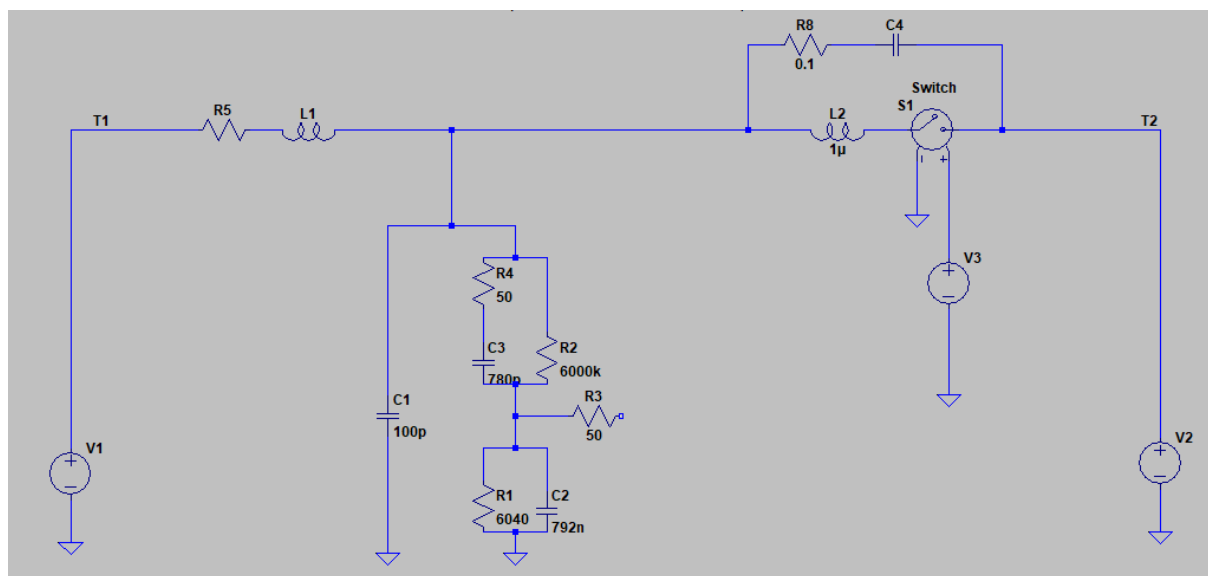 R8
C4
0.1
Switch
S1
T1
R5
L1
L2
1µ
T2
R4
50
V3
C3
R2
780p
6000k
R3
C1
100p
50
V1
V2
R1
C2
6040
792n